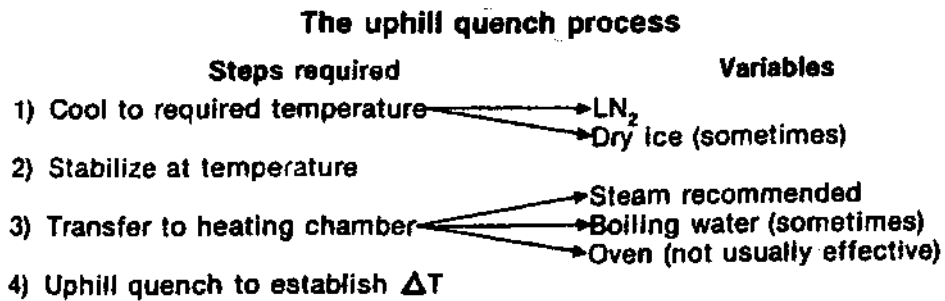 The uphill quench process
Steps required Variables
1) Cool to required temperature LN₂
Dry ice (sometimes)
2) Stabilize at temperature
Steam recommended
3) Transfer to heating chamber Boiling water (sometimes)
Oven (not usually effective)
4) Uphill quench to establish ΔT